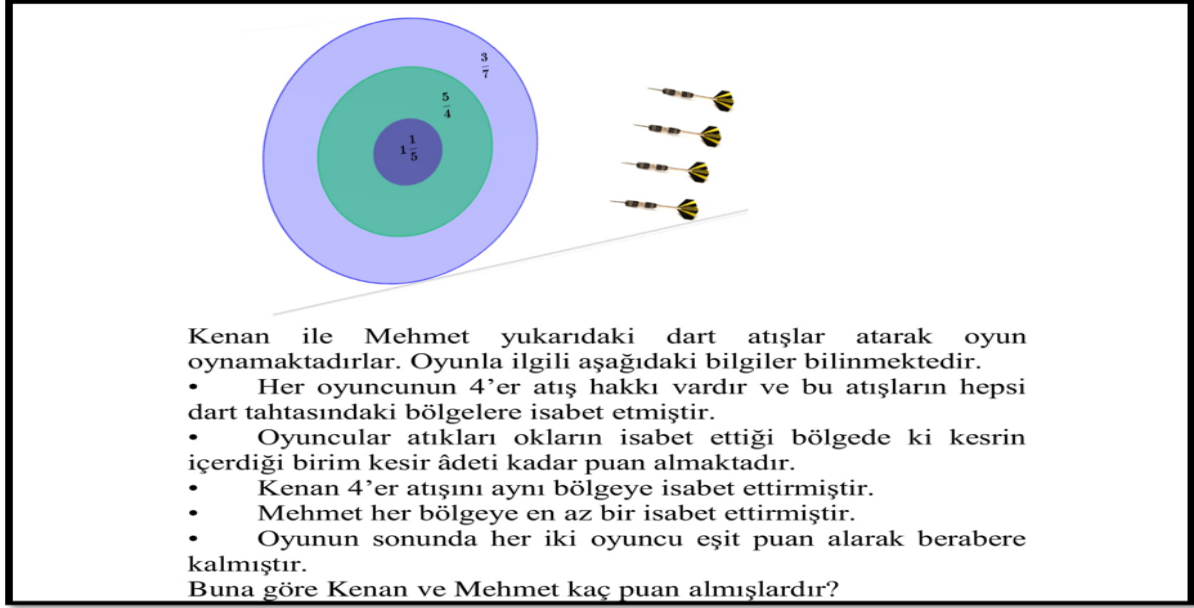 3/7
5/4
1 1/5
Kenan ile Mehmet yukarıdaki dart atışlar atarak oyun
oynamaktadırlar. Oyunla ilgili aşağıdaki bilgiler bilinmektedir.
• Her oyuncunun 4’er atış hakkı vardır ve bu atışların hepsi
dart tahtasındaki bölgelere isabet etmiştir.
• Oyuncular atıkları okların isabet ettiği bölgede ki kesrin
içerdiği birim kesir âdeti kadar puan almaktadır.
• Kenan 4’er atışını aynı bölgeye isabet ettirmiştir.
• Mehmet her bölgeye en az bir isabet ettirmiştir.
• Oyunun sonunda her iki oyuncu eşit puan alarak berabere
kalmıştır.
Buna göre Kenan ve Mehmet kaç puan almışlardır?